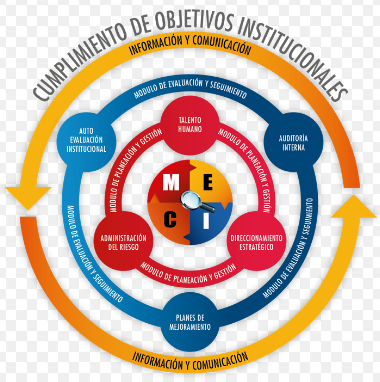 CUMPLIMIENTO DE OBJETIVOS INSTITUCIONALES
INFORMACIÓN Y COMUNICACIÓN
MODULO DE EVALUACIÓN Y SEGUIMIENTO
TALENTO
HUMANO
AUTO
EVALUACIÓN
INSTITUCIONAL
AUDITORÍA
INTERNA
MODULO DE PLANEACIÓN Y GESTIÓN
MODULO DE PLANEACIÓN Y GESTIÓN
M E
C I
ADMINISTRACIÓN
DEL RIESGO
DIRECCIONAMIENTO
ESTRATÉGICO
MODULO DE PLANEACIÓN Y GESTIÓN
MODULO DE EVALUACIÓN Y SEGUIMIENTO
MODULO DE EVALUACIÓN Y SEGUIMIENTO
PLANES DE
MEJORAMIENTO
INFORMACIÓN Y COMUNICACIÓN